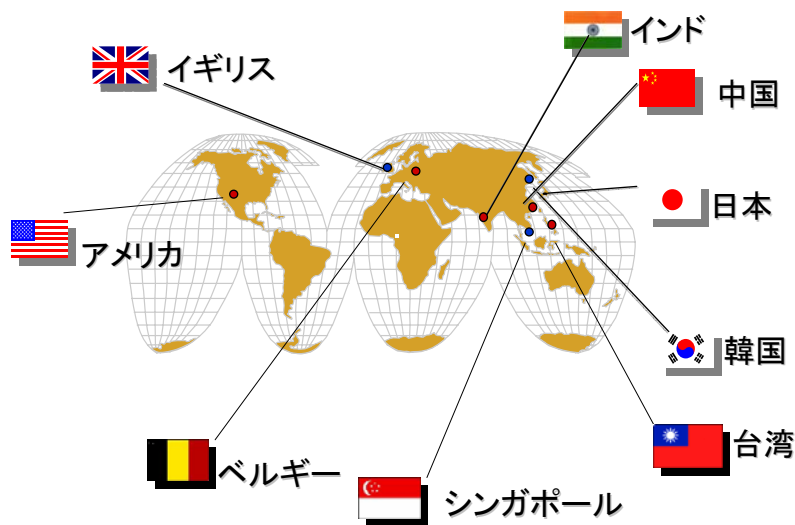 インド
イギリス
中国
日本
アメリカ
韓国
台湾
ベルギー
シンガポール